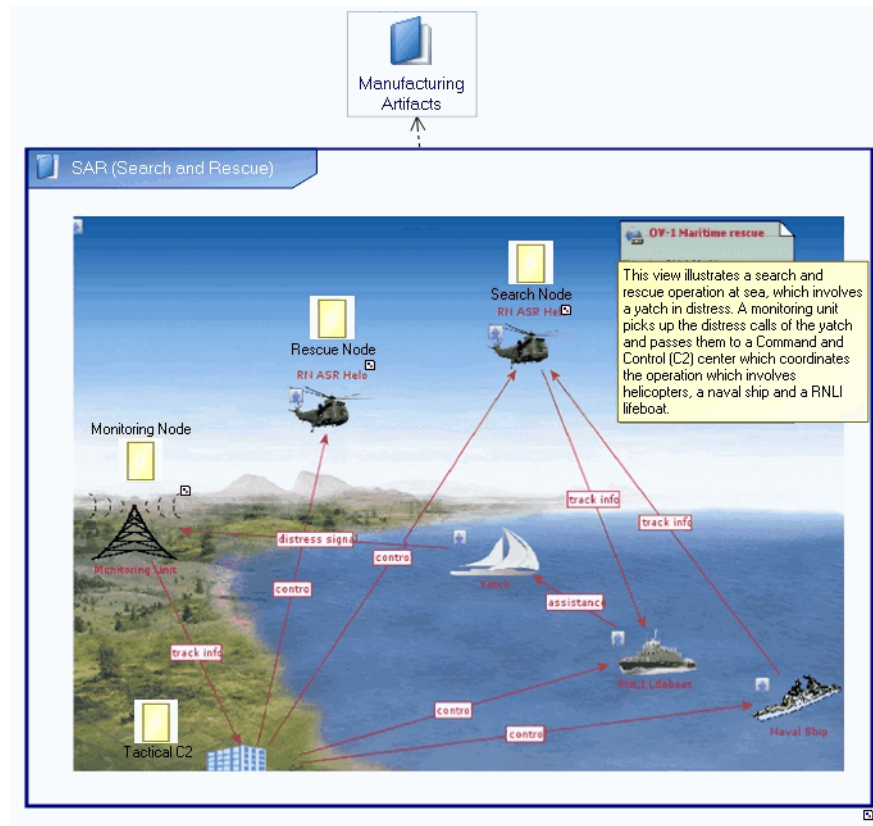 Manufacturing
Artifacts
SAR (Search and Rescue)
OV-1 Maritime rescue
This view illustrates a search and
rescue operation at sea, which involves
a yatch in distress. A monitoring unit
picks up the distress calls of the yatch
and passes them to a Command and
Control (C2) center which coordinates
the operation which involves
helicopters, a naval ship and a RNLI
lifeboat.
Search Node
RN ASR Hel
Rescue Node
RN ASR Helo
Monitoring Node
track info
track info
distress signal
contro
Monitoring Unit
Yatch
contro
assistance
track info
RNLI Lifeboat
contro
contro
Naval Ship
Tactical C2